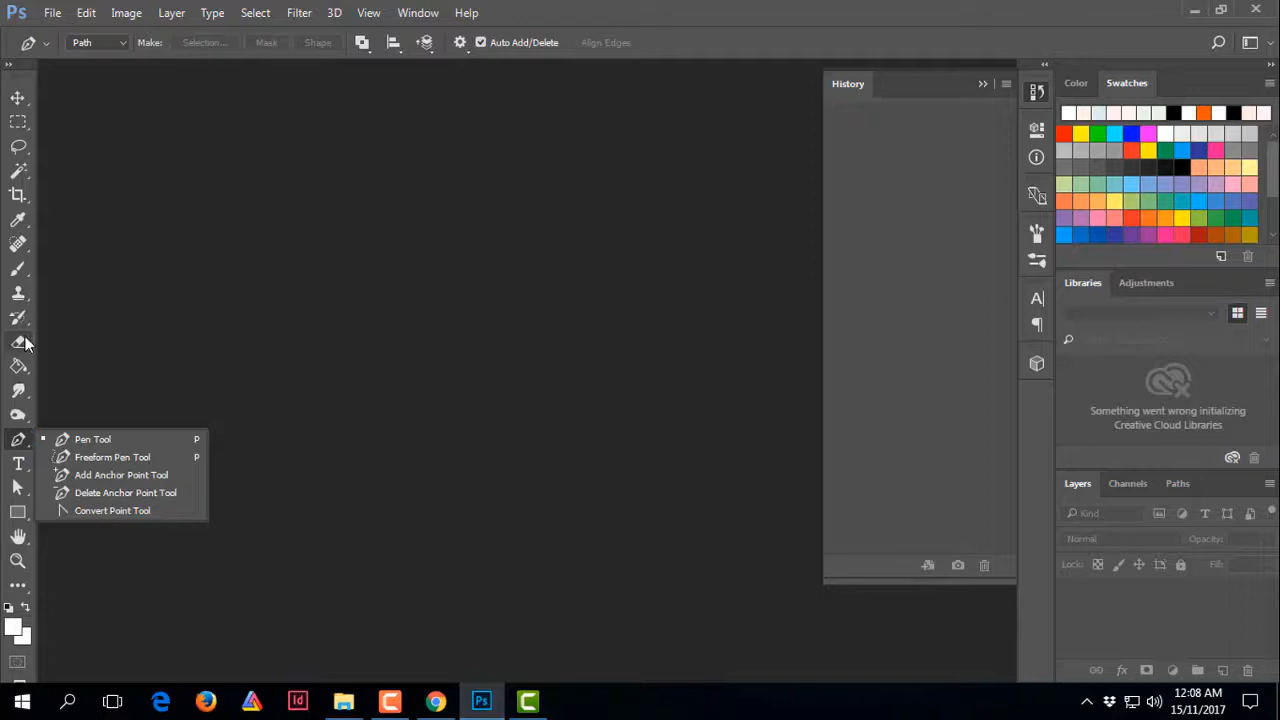 Ps File Edit Image Layer Type Select Filter 3D View Window Help
Path Make: Selection... Mask Shape Auto Add/Delete Align Edges
History
Color Swatches
Libraries Adjustments
Something went wrong initializing
Creative Cloud Libraries
Pen Tool P
Freeform Pen Tool P
Add Anchor Point Tool
Delete Anchor Point Tool
Convert Point Tool
Layers Channels Paths
Kind
Normal Opacity:
Lock: Fill:
Id Ps
12:08 AM
15/11/2017